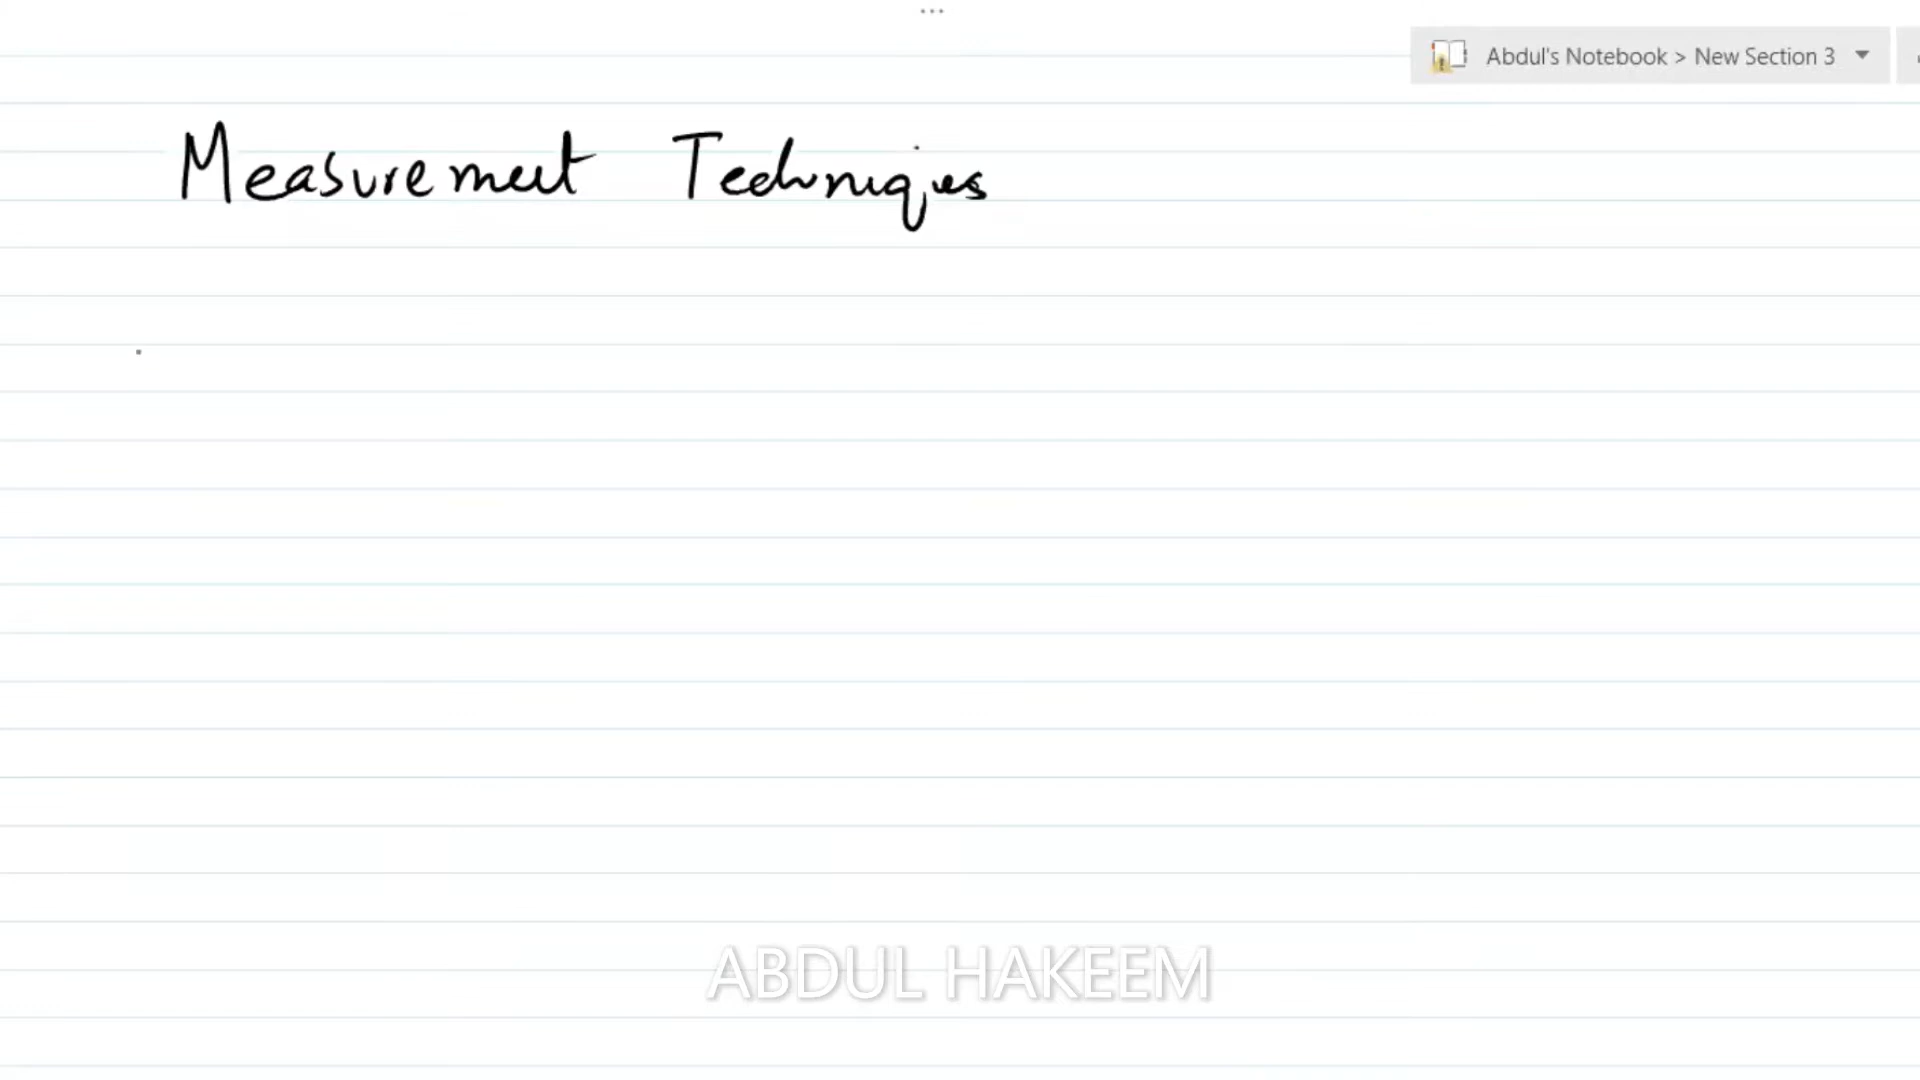 Abdul's Notebook > New Section 3
Measurement Techniques
ABDUL HAKEEM